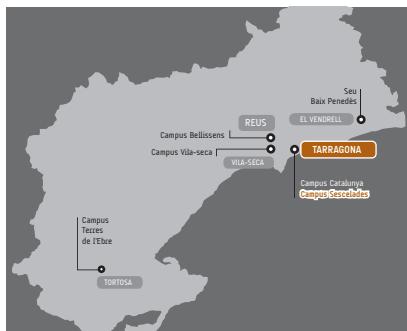 Seu
Baix Penedès
EL VENDRELL
REUS
Campus Bellissens
TARRAGONA
Campus Vila-seca
VILA-SECA
Campus Catalunya
Campus Sescelades
Campus
Terres
de l'Ebre
TORTOSA